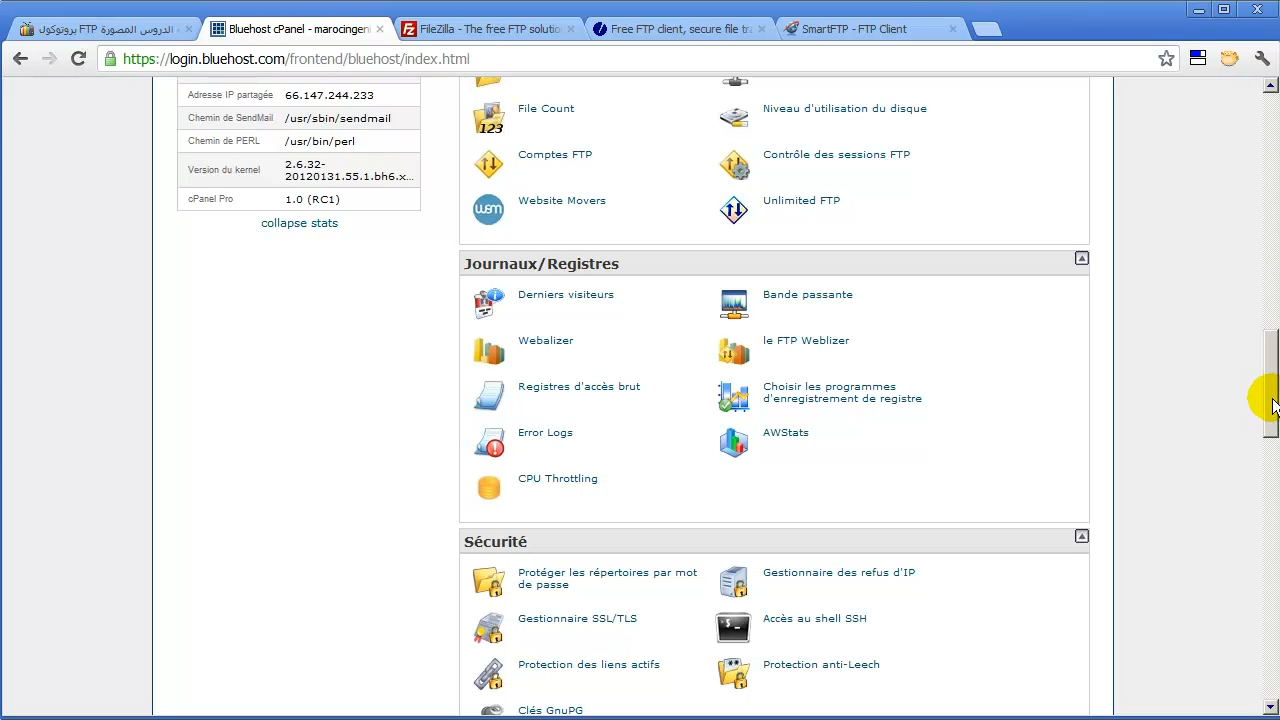 الدروس المصورة FTP بروتوكول
Bluehost cPanel - marocingen
FileZilla - The free FTP solutio
Free FTP client, secure file tra
SmartFTP - FTP Client
https://login.bluehost.com/frontend/bluehost/index.html
Adresse IP partagée 66.147.244.233
Chemin de SendMail /usr/sbin/sendmail
Chemin de PERL /usr/bin/perl
Version du kernel 2.6.32-
20120131.55.1.bh6.x...
cPanel Pro 1.0 (RC1)
collapse stats
File Count
Niveau d'utilisation du disque
123
Comptes FTP
Contrôle des sessions FTP
Website Movers
Unlimited FTP
wsm
Journaux/Registres
Derniers visiteurs
Bande passante
Webalizer
le FTP Weblizer
Registres d'accès brut
Choisir les programmes
d'enregistrement de registre
Error Logs
AWStats
CPU Throttling
Sécurité
Protéger les répertoires par mot
de passe
Gestionnaire des refus d'IP
Gestionnaire SSL/TLS
Accès au shell SSH
Protection des liens actifs
Protection anti-Leech
Clés GnuPG